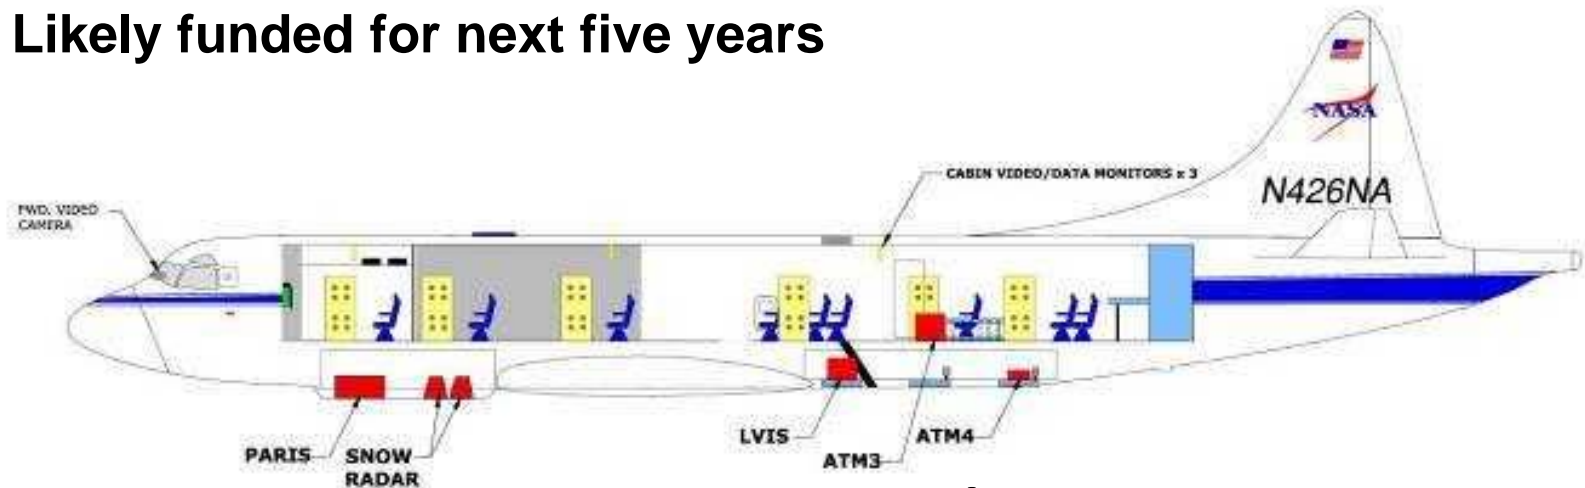 Likely funded for next five years
NASA
CABIN VIDEO/DATA MONITORS x 3
N426NA
FWD. VIDEO
CAMERA
PARIS
SNOW
RADAR
LVIS
ATM3
ATM4